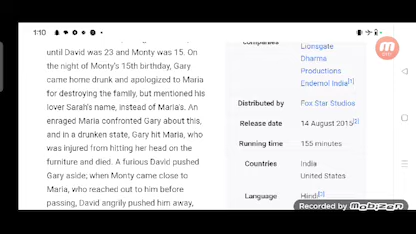 1:10
until David was 23 and Monty was 15. On
the night of Monty's 15th birthday, Gary
came home drunk and apologized to Maria
for destroying the family, but mentioned his
lover Sarah's name, instead of Maria's. An
enraged Maria confronted Gary about this,
and in a drunken state, Gary hit Maria, who
was injured from hitting her head on the
furniture and died. A furious David pushed
Gary aside; when Monty came close to
Maria, who reached out to him before
passing, David angrily pushed him away,
companies
Lionsgate
Dharma
Productions
Endemol India[1]
Distributed by Fox Star Studios
Release date 14 August 2015[2]
Running time 155 minutes
Countries India
United States
Language Hindi[3]
Recorded by Mobizen